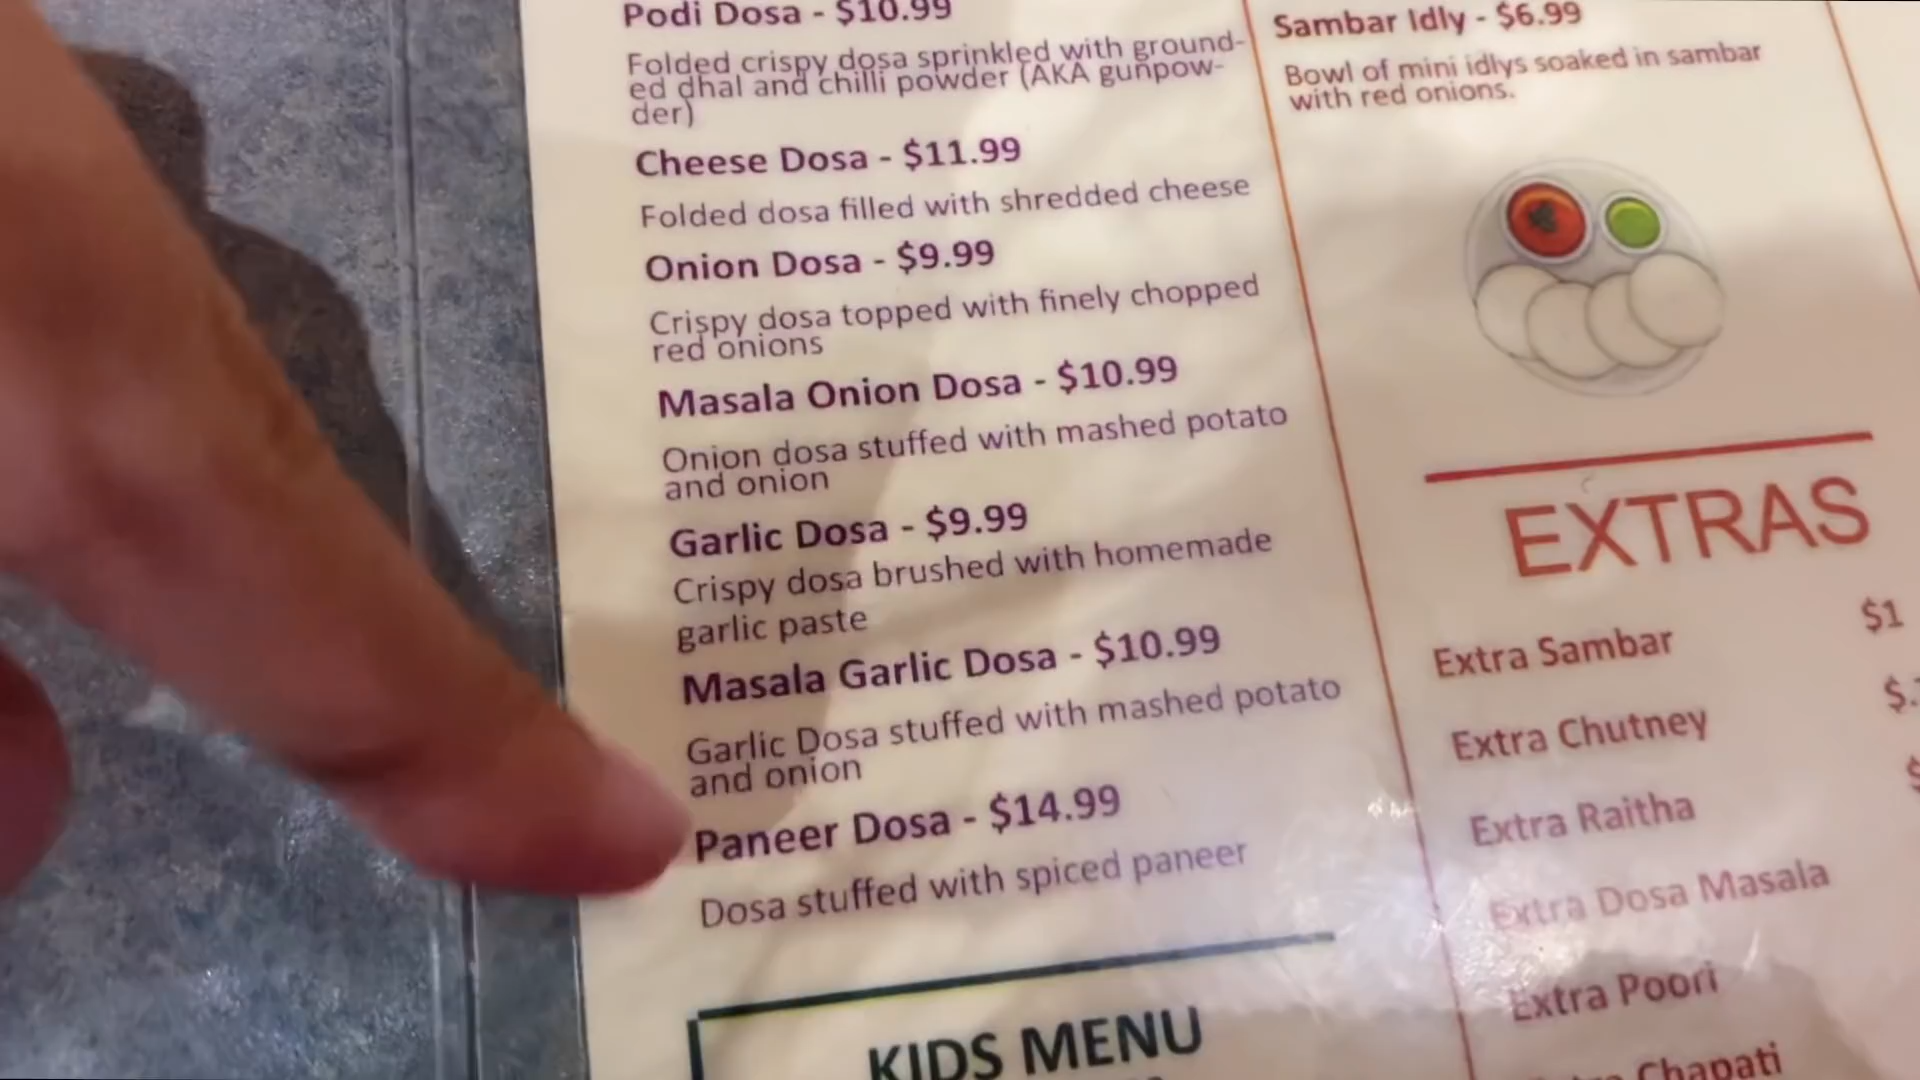 Podi Dosa - $10.99
Folded crispy dosa sprinkled with ground-
ed dhal and chilli powder (AKA gunpow-
der)
Cheese Dosa - $11.99
Folded dosa filled with shredded cheese
Onion Dosa - $9.99
Crispy dosa topped with finely chopped
red onions
Masala Onion Dosa - $10.99
Onion dosa stuffed with mashed potato
and onion
Garlic Dosa - $9.99
Crispy dosa brushed with homemade
garlic paste
Masala Garlic Dosa - $10.99
Garlic Dosa stuffed with mashed potato
and onion
Paneer Dosa - $14.99
Dosa stuffed with spiced paneer
KIDS MENU
Sambar Idly - $6.99
Bowl of mini idlys soaked in sambar
with red onions.
EXTRAS
Extra Sambar $1
Extra Chutney
Extra Raitha
Extra Dosa Masala
Extra Poori
Chapati